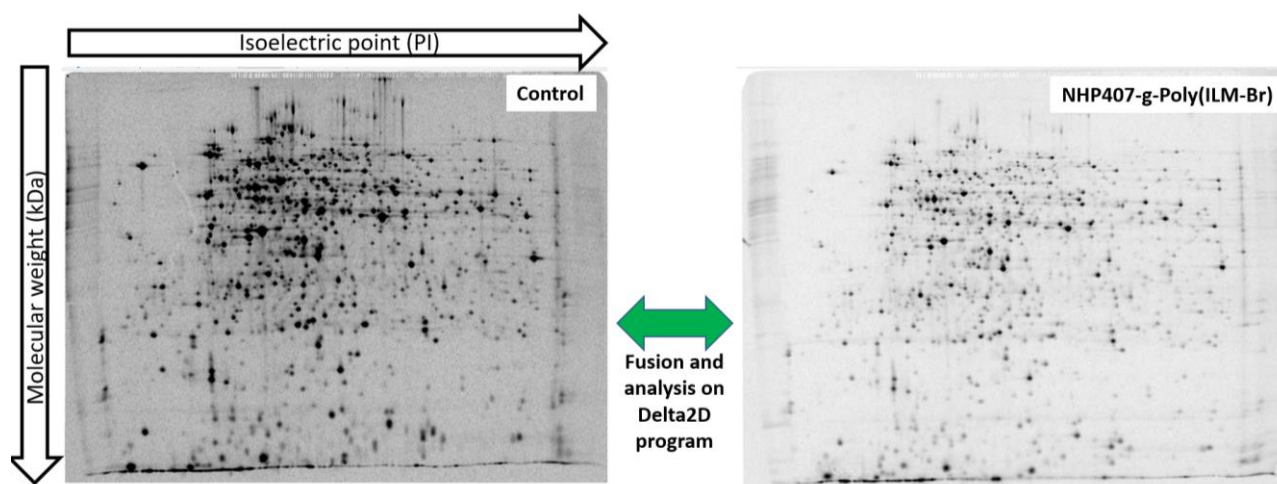 Isoelectric point (PI)
Molecular weight (kDa)
Control
NHP407-g-Poly(ILM-Br)
Fusion and
analysis on
Delta2D
program